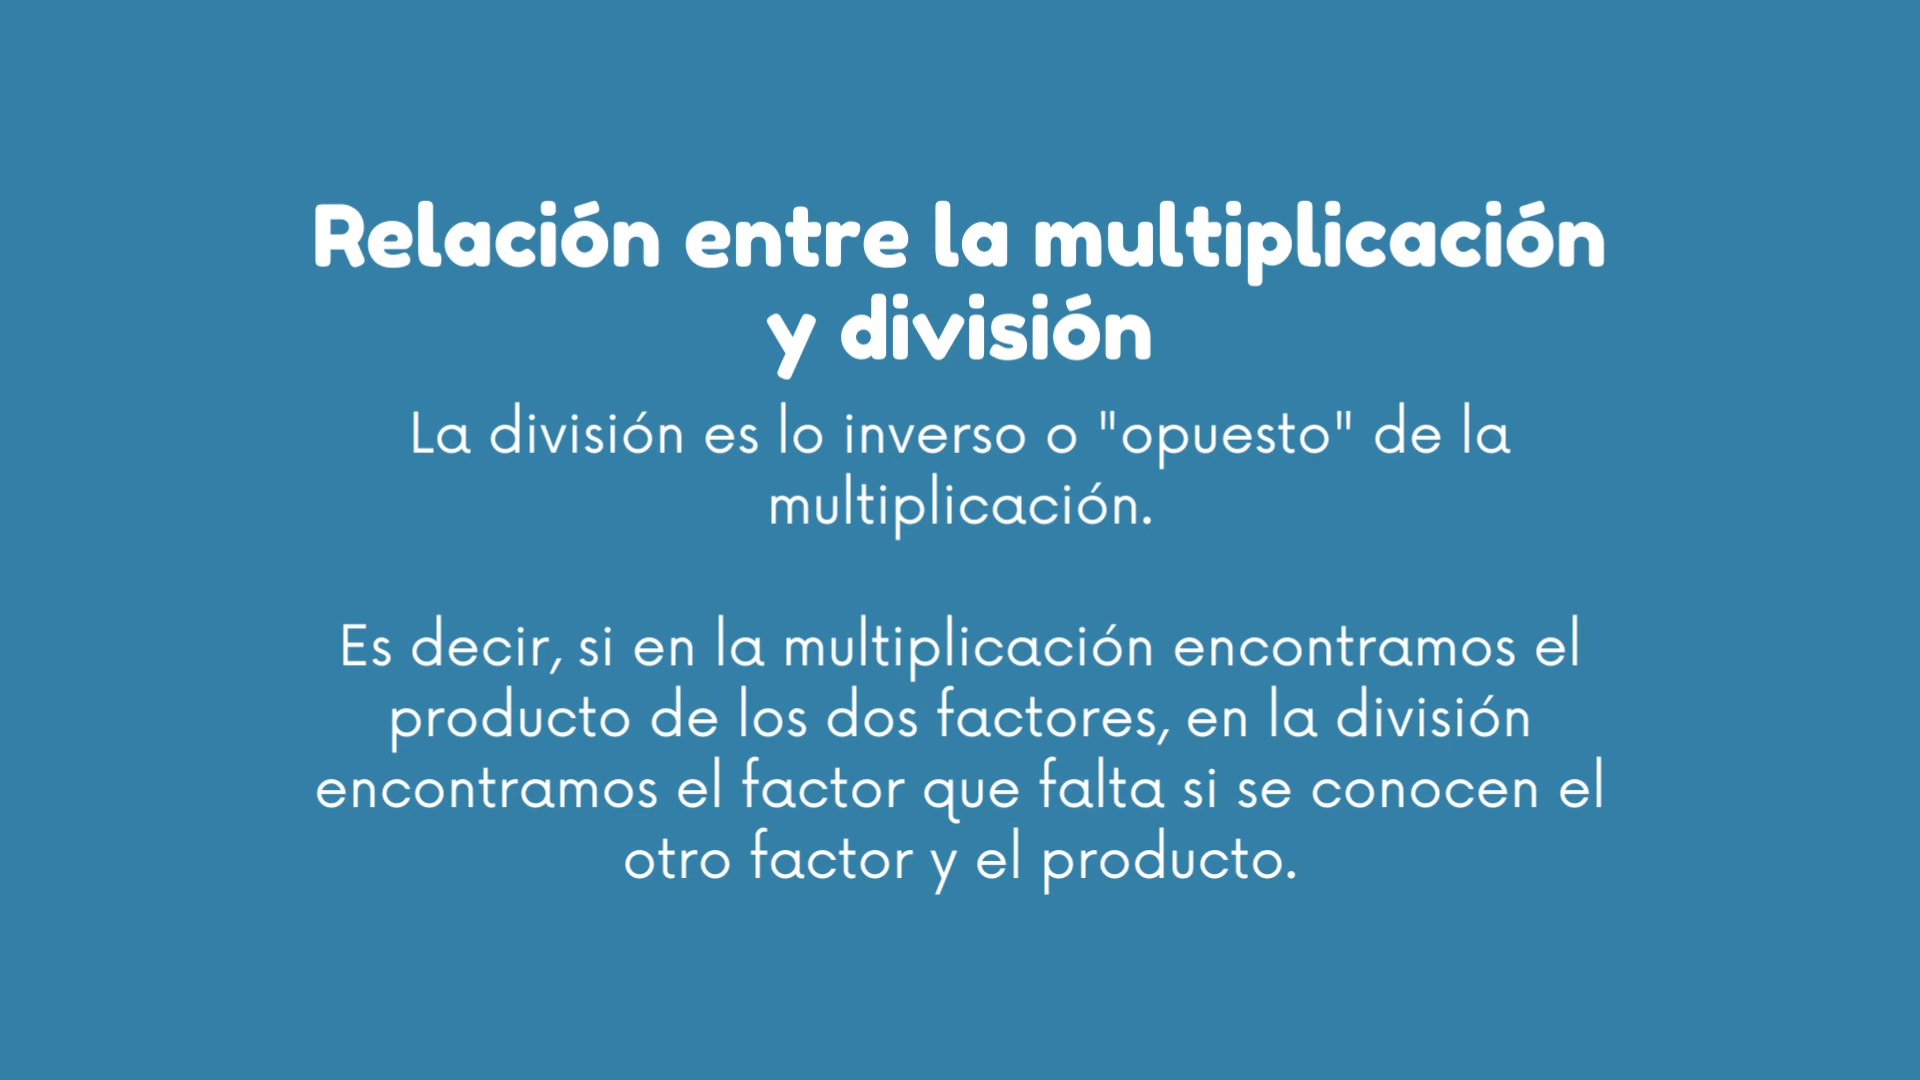 Relación entre la multiplicación
y división
La división es lo inverso o "opuesto" de la
multiplicación.
Es decir, si en la multiplicación encontramos el
producto de los dos factores, en la división
encontramos el factor que falta si se conocen el
otro factor y el producto.